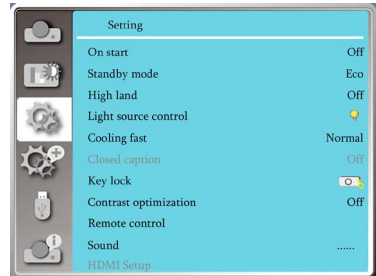 Setting
On start Off
Standby mode Eco
High land Off
Light source control
Cooling fast Normal
Closed caption Off
Key lock
Contrast optimization Off
Remote control
Sound ......
HDMI Setup